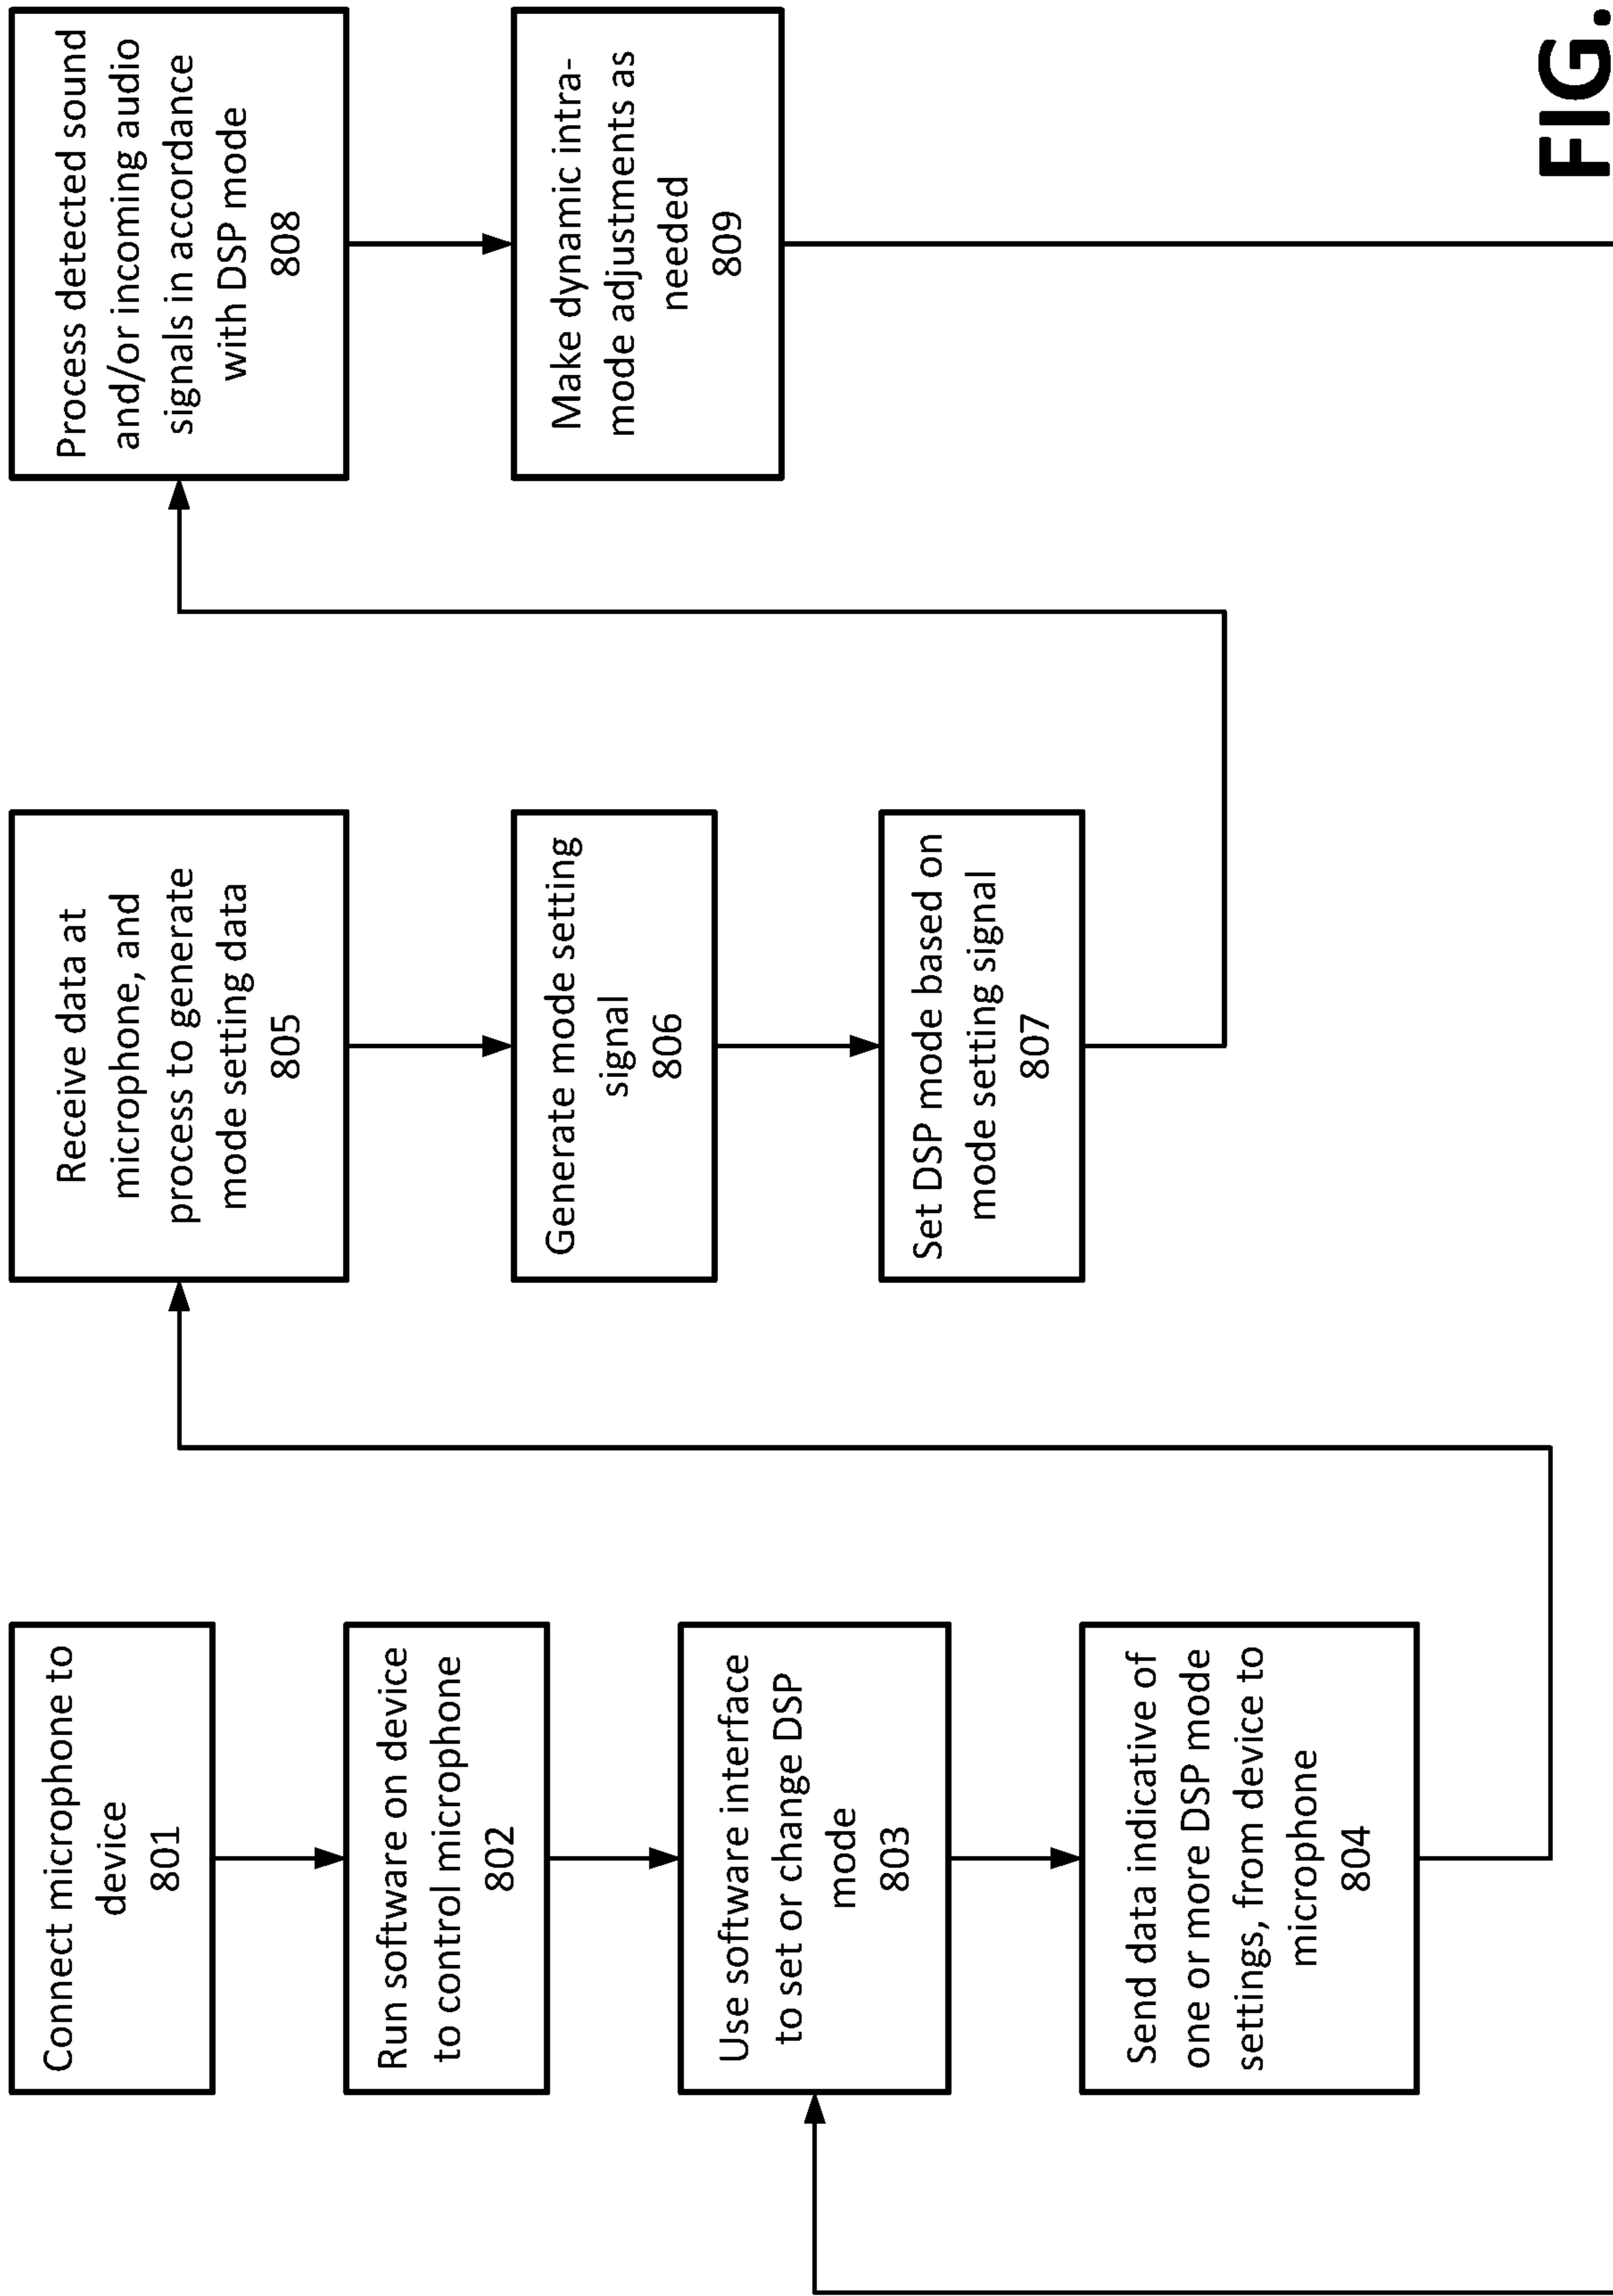 Connect microphone to
device
801
Run software on device
to control microphone
802
Use software interface
to set or change DSP
mode
803
Send data indicative of
one or more DSP mode
settings, from device to
microphone
804
Receive data at
microphone, and
process to generate
mode setting data
805
Generate mode setting
signal
806
Set DSP mode based on
mode setting signal
807
Process detected sound
and/or incoming audio
signals in accordance
with DSP mode
808
Make dynamic intra-
mode adjustments as
needed
809
FIG.